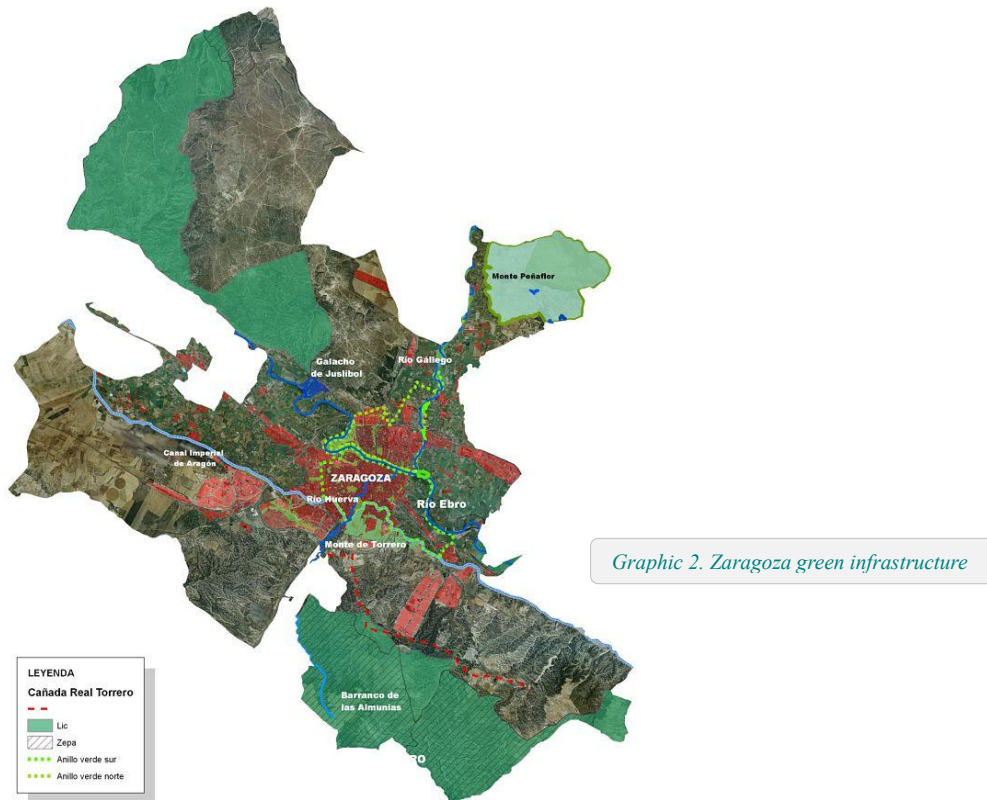 Monte Peñaflor
Río Gállego
Galacho
de Juslibol
Canal Imperial
de Aragón
ZARAGOZA
Río Huerva
Río Ebro
Monte de Torrero
Graphic 2. Zaragoza green infrastructure
Barranco de
las Almunias
RO
LEYENDA
Cañada Real Torrero
Lic
Zepa
Anillo verde sur
Anillo verde norte